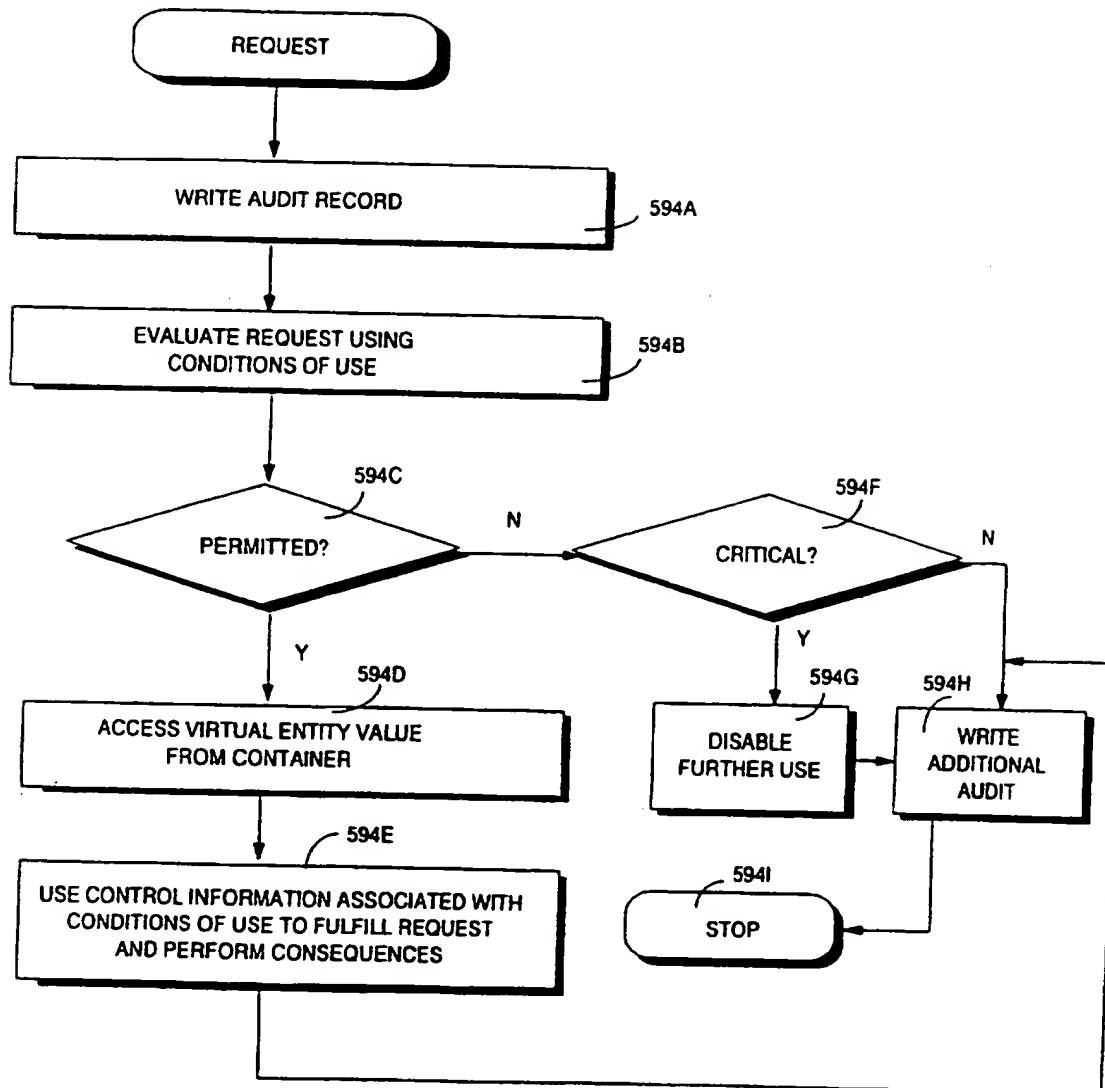 REQUEST
WRITE AUDIT RECORD
594A
EVALUATE REQUEST USING
CONDITIONS OF USE
594B
594C
PERMITTED?
N
594F
CRITICAL?
N
Y
Y
594D
ACCESS VIRTUAL ENTITY VALUE
FROM CONTAINER
594G
DISABLE
FURTHER USE
594H
WRITE
ADDITIONAL
AUDIT
594E
USE CONTROL INFORMATION ASSOCIATED WITH
CONDITIONS OF USE TO FULFILL REQUEST
AND PERFORM CONSEQUENCES
594I
STOP